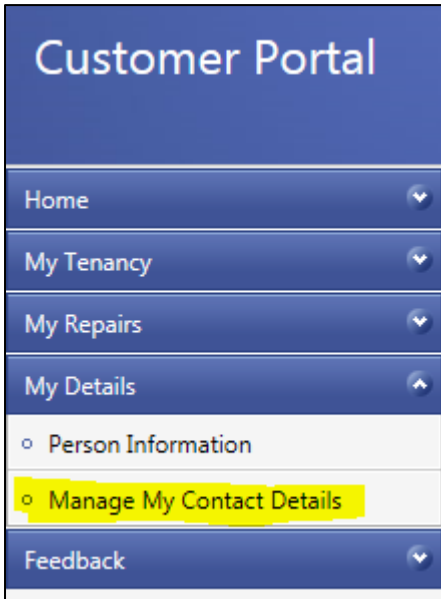 Customer Portal
Home
My Tenancy
My Repairs
My Details
Person Information
Manage My Contact Details
Feedback